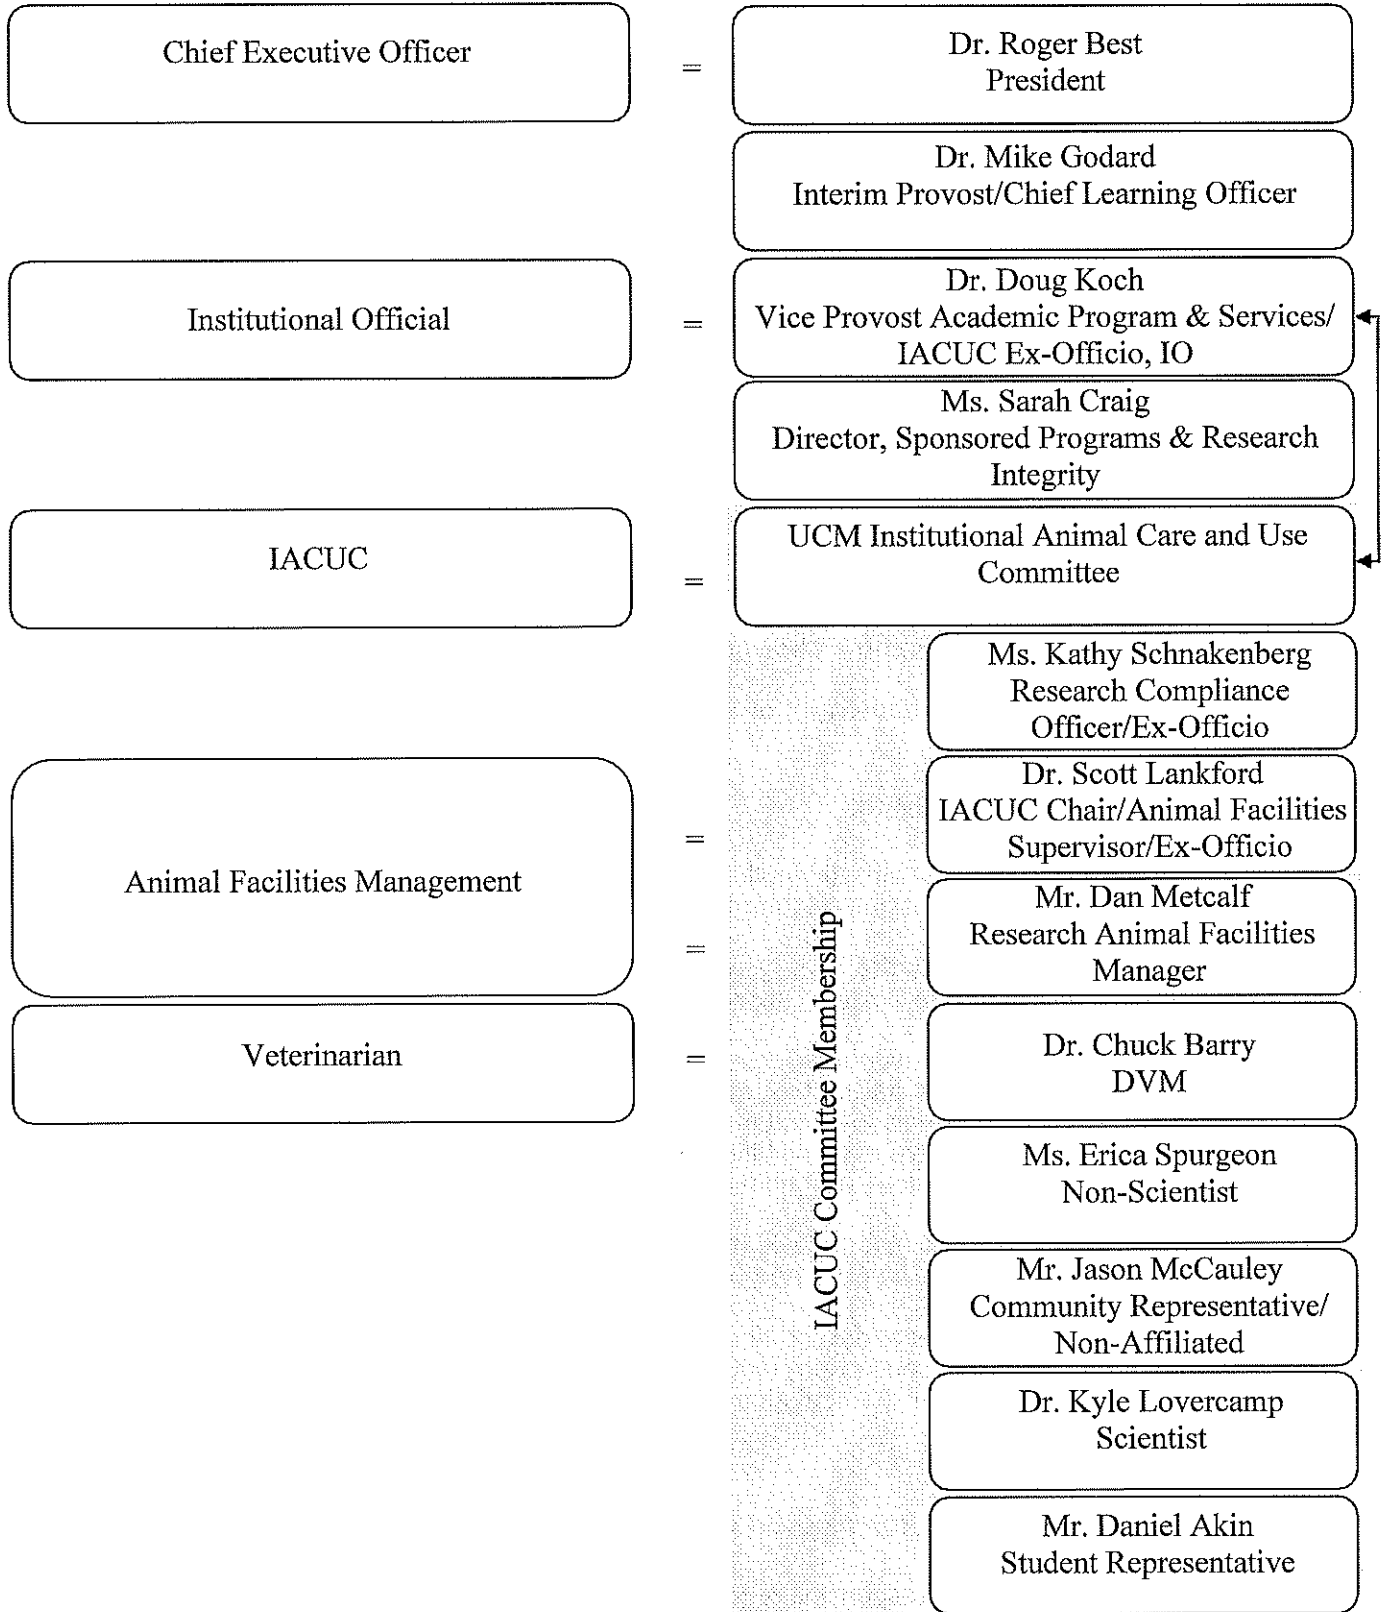 Chief Executive Officer
=
Dr. Roger Best
President
Dr. Mike Godard
Interim Provost/Chief Learning Officer
Institutional Official
=
Dr. Doug Koch
Vice Provost Academic Program & Services/
IACUC Ex-Officio, IO
Ms. Sarah Craig
Director, Sponsored Programs & Research
Integrity
IACUC
=
UCM Institutional Animal Care and Use
Committee
IACUC Committee Membership
Ms. Kathy Schnakenberg
Research Compliance
Officer/Ex-Officio
Animal Facilities Management
=
Dr. Scott Lankford
IACUC Chair/Animal Facilities
Supervisor/Ex-Officio
=
Mr. Dan Metcalf
Research Animal Facilities
Manager
Veterinarian
=
Dr. Chuck Barry
DVM
Ms. Erica Spurgeon
Non-Scientist
Mr. Jason McCauley
Community Representative/
Non-Affiliated
Dr. Kyle Lovercamp
Scientist
Mr. Daniel Akin
Student Representative